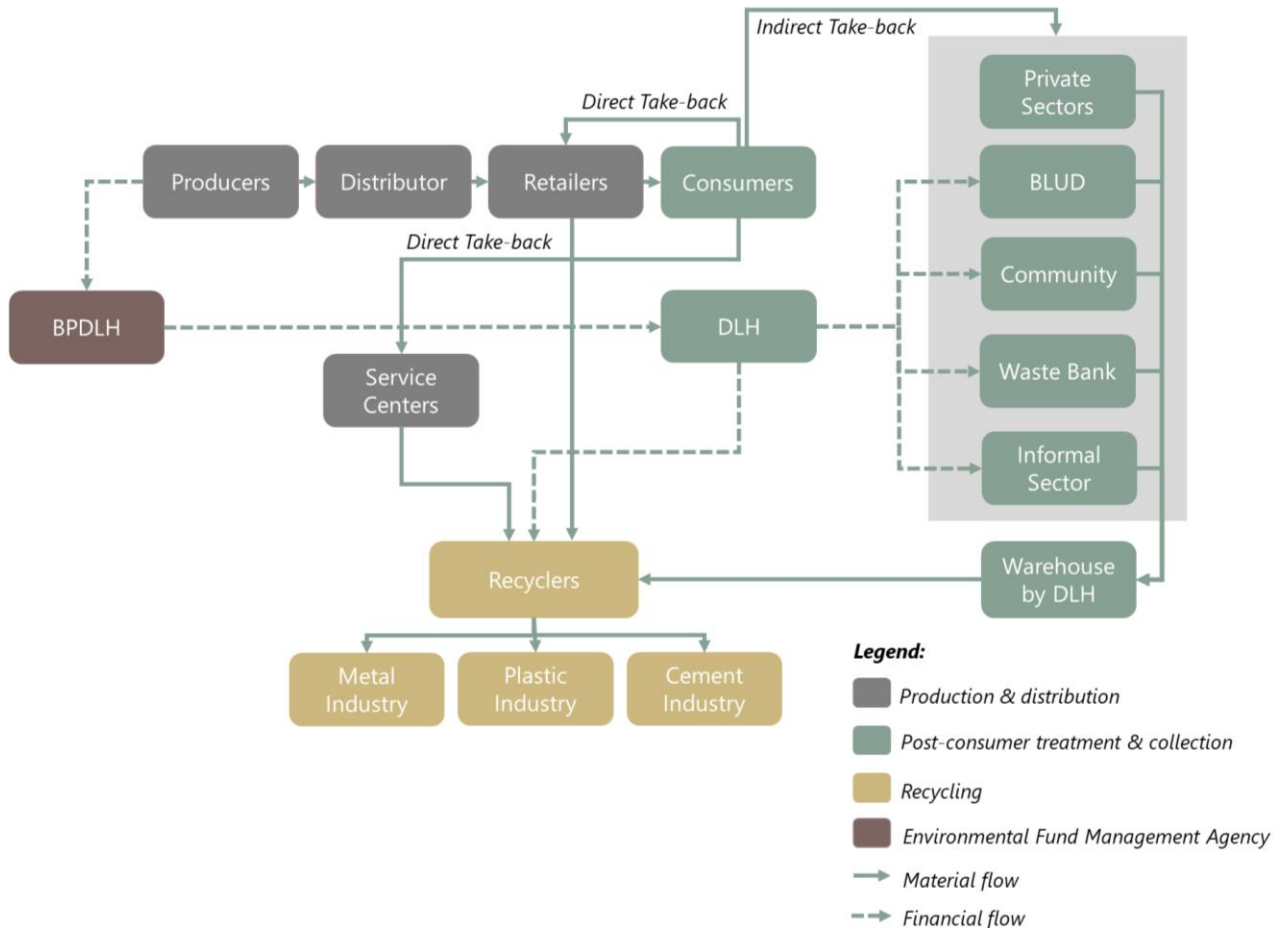 Indirect Take-back
Private
Sectors
Direct Take-back
Producers
Distributor
Retailers
Consumers
BLUD
Direct Take-back
Community
BPDLH
DLH
Service
Centers
Waste Bank
Informal
Sector
Recyclers
Warehouse
by DLH
Metal
Industry
Plastic
Industry
Cement
Industry
Legend:
Production & distribution
Post-consumer treatment & collection
Recycling
Environmental Fund Management Agency
Material flow
Financial flow